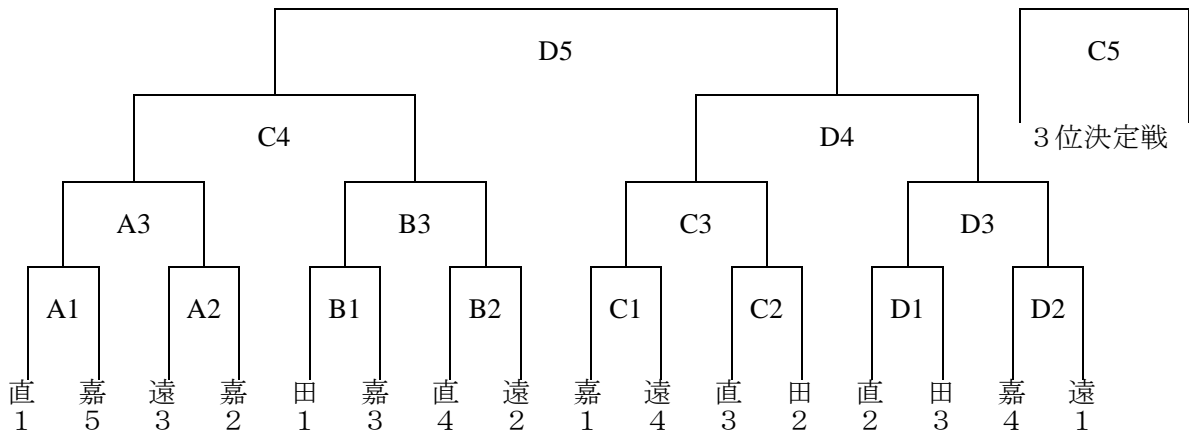 D5 C5
C4 D4 ３位決定戦
A3 B3 C3 D3
A1 A2 B1 B2 C1 C2 D1 D2
直 嘉 遠 嘉 田 嘉 直 遠 嘉 遠 直 田 直 田 嘉 遠
１ ５ ３ ２ １ ３ ４ ２ １ ４ ３ ２ ２ ３ ４ １